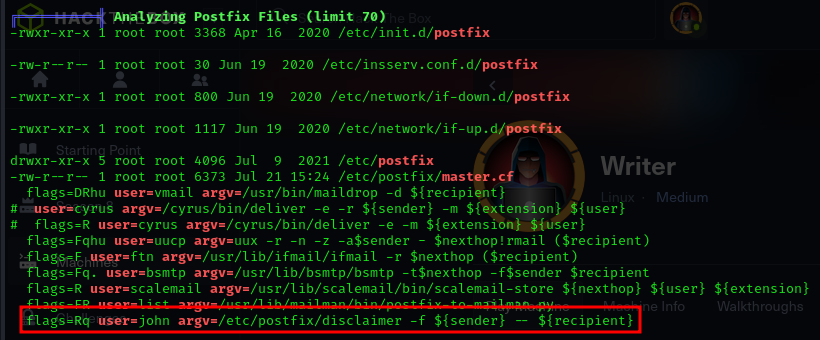 Analyzing Postfix Files (limit 70)
-rwxr-xr-x 1 root root 3368 Apr 16  2020 /etc/init.d/postfix
-rw-r--r-- 1 root root 30 Jun 19  2020 /etc/insserv.conf.d/postfix
-rwxr-xr-x 1 root root 800 Jun 19  2020 /etc/network/if-down.d/postfix
-rwxr-xr-x 1 root root 1117 Jun 19  2020 /etc/network/if-up.d/postfix
Starting Point
drwxr-xr-x 5 root root 4096 Jul  9  2021 /etc/postfix
-rw-r--r-- 1 root root 6373 Jul 21 15:24 /etc/postfix/master.cf
Writer
Linux · Medium
  flags=DRhu user=vmail argv=/usr/bin/maildrop -d ${recipient}
#  user=cyrus argv=/cyrus/bin/deliver -e -r ${sender} -m ${extension} ${user}
#  flags=R user=cyrus argv=/cyrus/bin/deliver -e -m ${extension} ${user}
  flags=Fqhu user=uucp argv=uux -r -n -z -a$sender - $nexthop!rmail ($recipient)
  flags=F user=ftn argv=/usr/lib/ifmail/ifmail -r $nexthop ($recipient)
Machines
  flags=Fq. user=bsmtp argv=/usr/lib/bsmtp/bsmtp -t$nexthop -f$sender $recipient
  flags=R user=scalemail argv=/usr/lib/scalemail/bin/scalemail-store ${nexthop} ${user} ${extension}
  flags=FR user=list argv=/usr/lib/mailman/bin/postfix-to-mailman.py
Machine Info
Walkthroughs
  flags=Rq user=john argv=/etc/postfix/disclaimer -f ${sender} -- ${recipient}